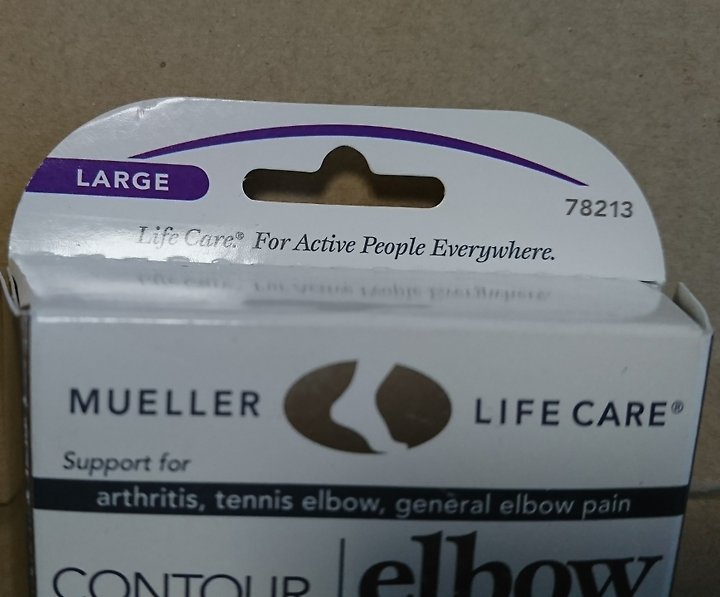 LARGE
78213
Life Care.® For Active People Everywhere.
MUELLER LIFE CARE®
Support for
arthritis, tennis elbow, general elbow pain
CONTOUR elbow